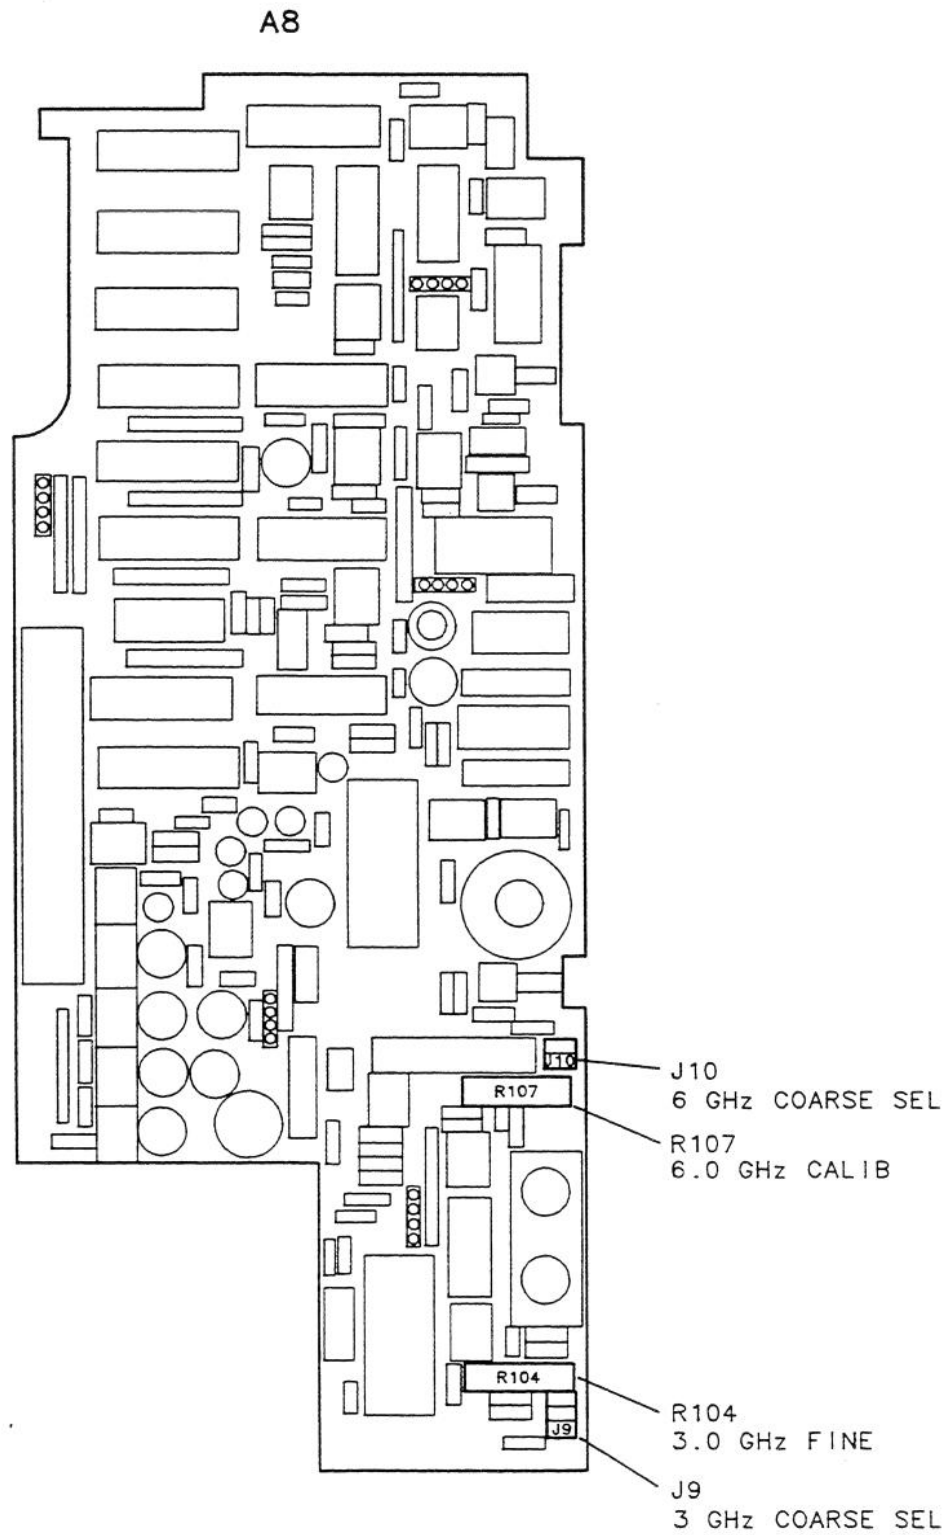 A8
J10
R107
J10
6 GHz COARSE SEL
R107
6.0 GHz CALIB
R104
J9
R104
3.0 GHz FINE
J9
3 GHz COARSE SEL